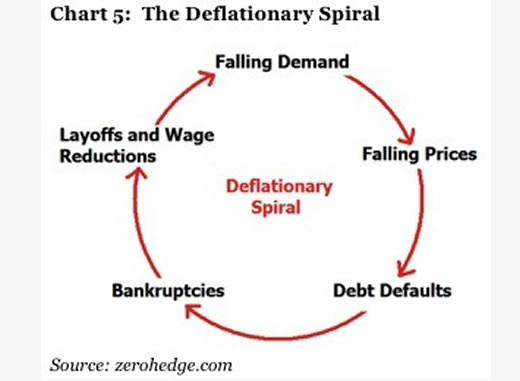 Chart 5:  The Deflationary Spiral
Falling Demand
Layoffs and Wage
Reductions
Falling Prices
Deflationary
Spiral
Bankruptcies
Debt Defaults
Source: zerohedge.com